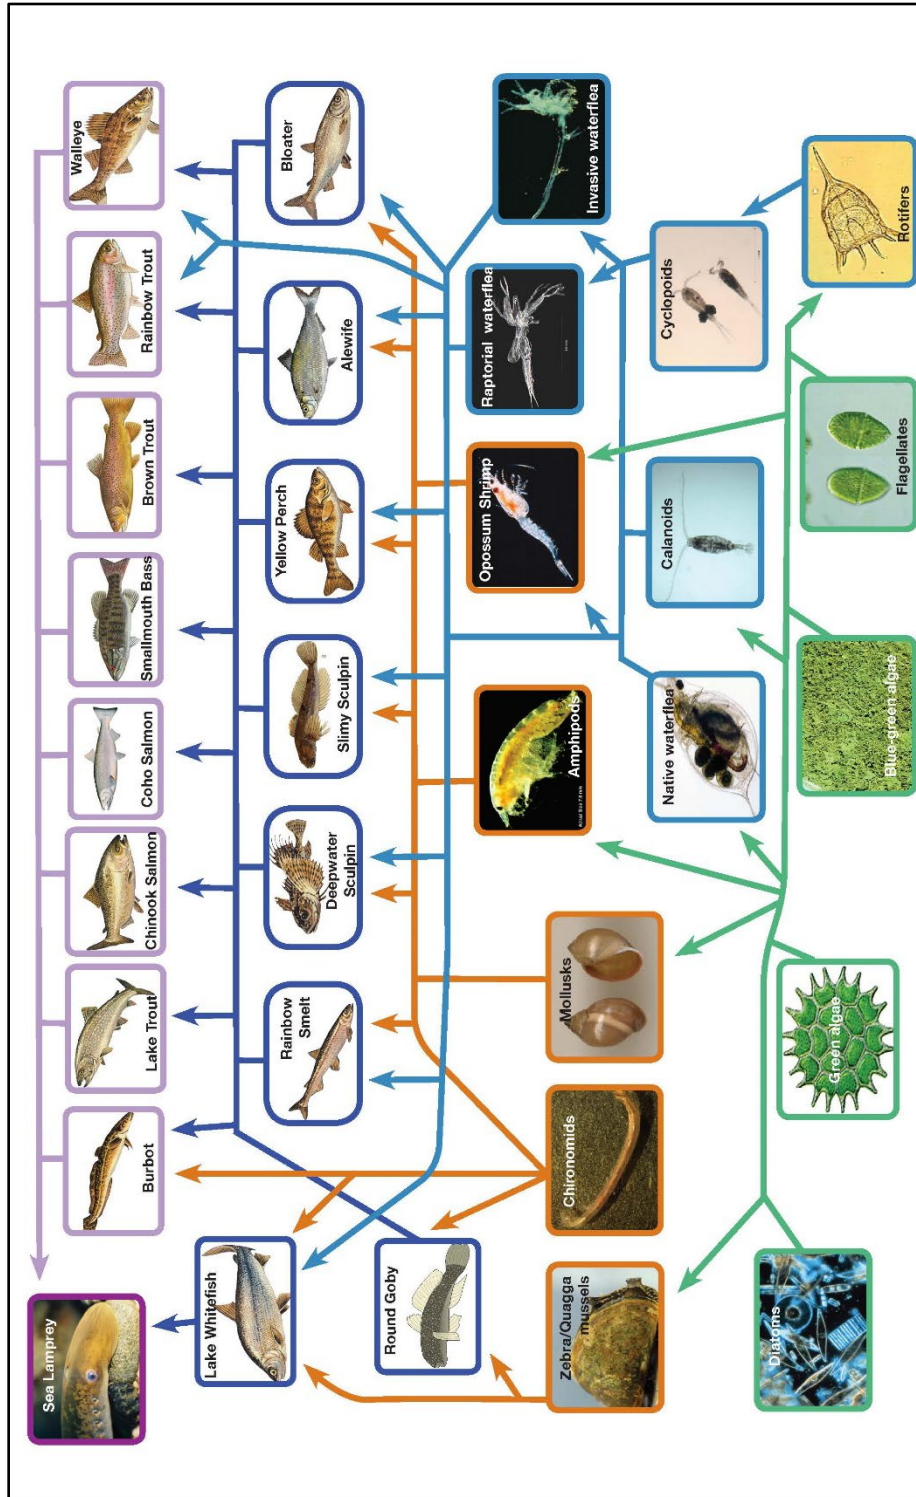 Sea Lamprey
Burbot
Lake Trout
Chinook Salmon
Coho Salmon
Smallmouth Bass
Brown Trout
Rainbow Trout
Walleye
Lake Whitefish
Rainbow
Smelt
Deepwater
Sculpin
Slimy Sculpin
Yellow Perch
Alewife
Bloater
Round Goby
Zebra/Quagga
mussels
Chironomids
Mollusks
Amphipods
Opossum Shrimp
Raptorial waterflea
Invasive waterflea
Native waterflea
Calanoids
Cyclopoids
Diatoms
Green algae
Blue-green algae
Flagellates
Rotifers